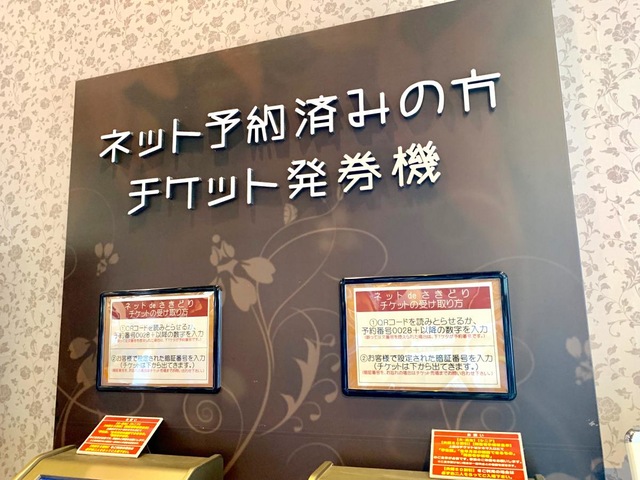 ネット予約済みの方
チケット発券機
ネット de さきどり
チケットの受け取り方
①QRコードを読みとらせるか、
予約番号0028+以降の数字を入力
②お客様で設定された暗証番号を入力
(チケットは下から出てきます。)
ネット de さきどり
チケットの受け取り方
①QRコードを読みとらせるか、
予約番号0028+以降の数字を入力
②お客様で設定された暗証番号を入力
(チケットは下から出てきます。)